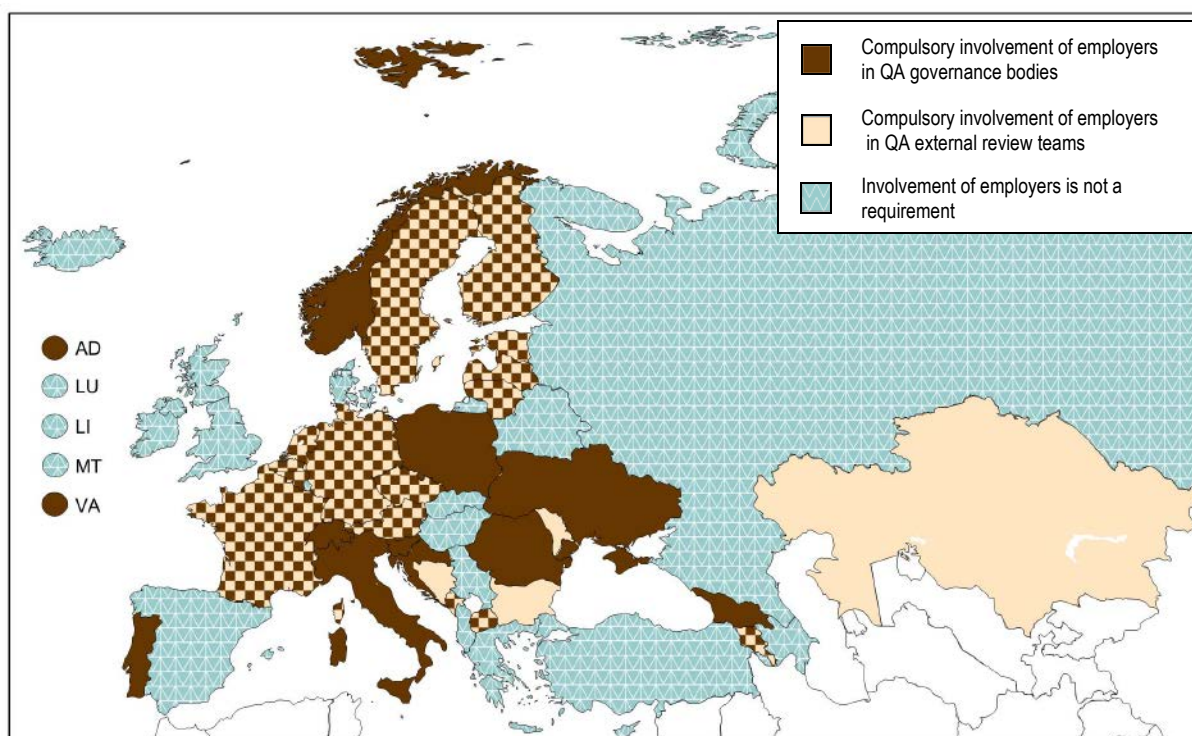 Compulsory involvement of employers
in QA governance bodies
Compulsory involvement of employers
in QA external review teams
Involvement of employers is not a
requirement
AD
LU
LI
MT
VA